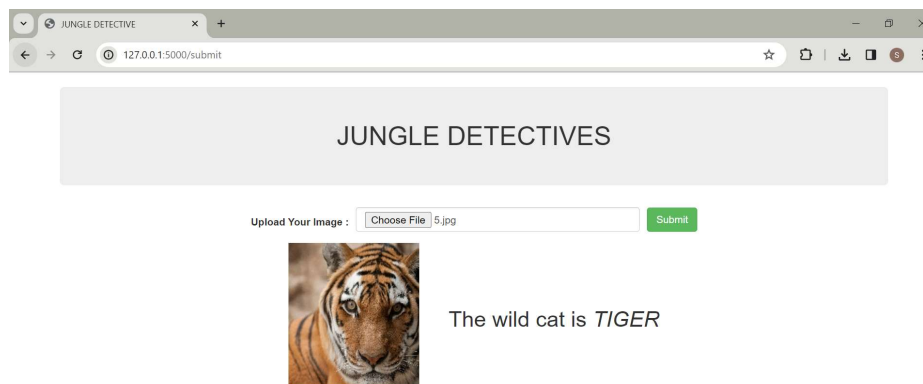 JUNGLE DETECTIVE
127.0.0.1:5000/submit
S
JUNGLE DETECTIVES
Upload Your Image : Choose File 5.jpg Submit
The wild cat is TIGER